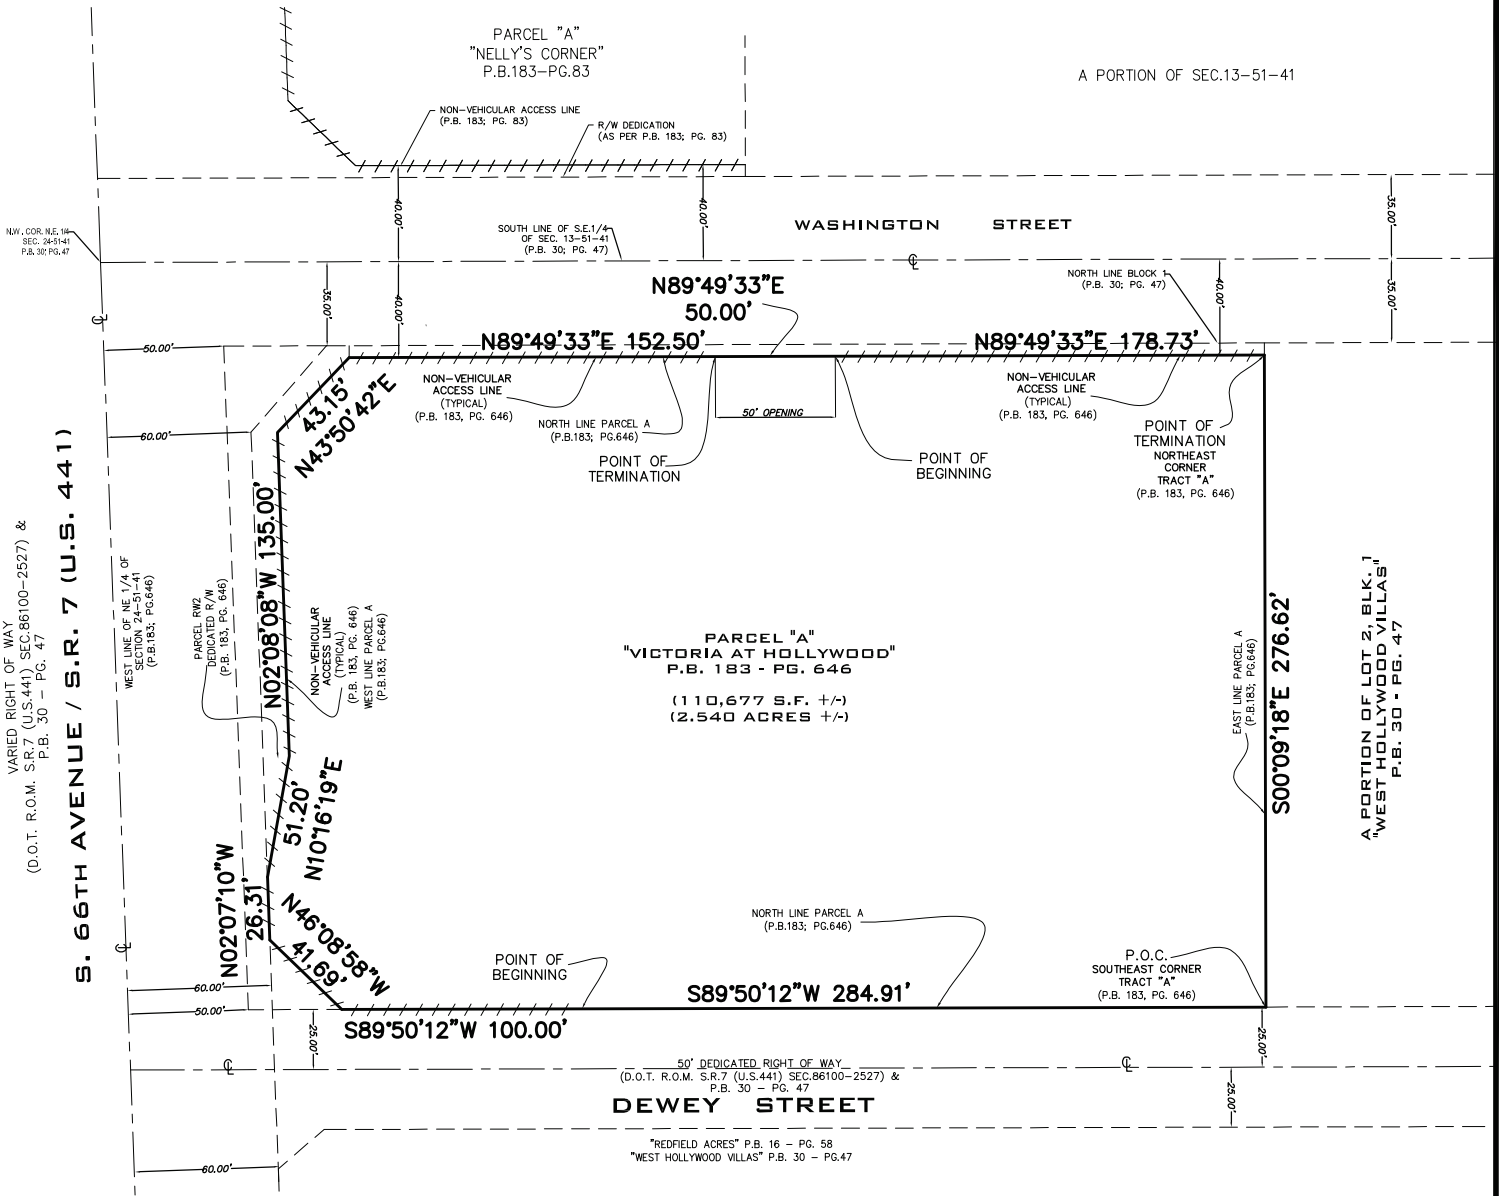 PARCEL "A"
"NELLY'S CORNER"
P.B.183-PG.83
A PORTION OF SEC.13-51-41
NON-VEHICULAR ACCESS LINE
(P.B. 183; PG. 83)
R/W DEDICATION
(AS PER P.B. 183; PG. 83)
40.00'
40.00'
35.00'
WASHINGTON STREET
N.W. COR. N.E. 1/4
SEC. 24-51-41
P.B. 30; PG. 47
SOUTH LINE OF S.E.1/4
OF SEC. 13-51-41
(P.B. 30; PG. 47)
CL
NORTH LINE BLOCK 1
(P.B. 30; PG. 47)
35.00'
40.00'
40.00'
35.00'
N89°49'33"E
50.00'
CL
50.00'
N89°49'33"E 152.50'
N89°49'33"E 178.73'
43.15'
N43°50'42"E
NON-VEHICULAR
ACCESS LINE
(TYPICAL)
(P.B. 183, PG. 646)
NORTH LINE PARCEL A
(P.B.183; PG.646)
50' OPENING
NON-VEHICULAR
ACCESS LINE
(TYPICAL)
(P.B. 183, PG. 646)
60.00'
POINT OF
TERMINATION
POINT OF
BEGINNING
POINT OF
TERMINATION
NORTHEAST
CORNER
TRACT "A"
(P.B. 183, PG. 646)
VARIED RIGHT OF WAY
(D.O.T. R.O.M. S.R.7 (U.S.441) SEC.86100-2527) &
P.B. 30 - PG. 47
S. 66TH AVENUE / S.R. 7 (U.S. 441)
WEST LINE OF NE 1/4 OF
SECTION 24-51-41
(P.B.183; PG.646)
PARCEL RW2
DEDICATED R/W
(P.B. 183, PG. 646)
N02°08'08"W 135.00'
NON-VEHICULAR
ACCESS LINE
(TYPICAL)
(P.B. 183, PG. 646)
WEST LINE PARCEL A
(P.B.183; PG.646)
PARCEL "A"
"VICTORIA AT HOLLYWOOD"
P.B. 183 - PG. 646
(110,677 S.F. +/-)
(2.540 ACRES +/-)
EAST LINE PARCEL A
(P.B.183; PG.646)
S00°09'18"E 276.62'
A PORTION OF LOT 2, BLK. 1
"WEST HOLLYWOOD VILLAS"
P.B. 30 - PG. 47
51.20'
N10°16'19"E
N02°07'10"W
26.31'
N46°08'58"W
41.69'
CL
NORTH LINE PARCEL A
(P.B.183; PG.646)
POINT OF
BEGINNING
P.O.C.
SOUTHEAST CORNER
TRACT "A"
(P.B. 183, PG. 646)
60.00'
50.00'
S89°50'12"W 284.91'
S89°50'12"W 100.00'
25.00'
25.00'
CL
CL
50' DEDICATED RIGHT OF WAY
(D.O.T. R.O.M. S.R.7 (U.S.441) SEC.86100-2527) &
P.B. 30 - PG. 47
25.00'
DEWEY STREET
"REDFIELD ACRES" P.B. 16 - PG. 58
"WEST HOLLYWOOD VILLAS" P.B. 30 - PG.47
60.00'